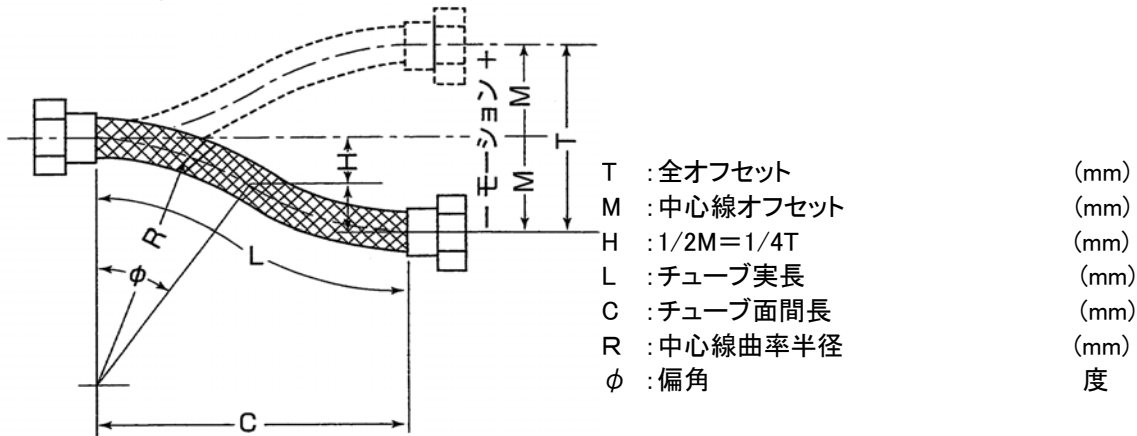 M
T
H
M
ーモーション＋
R
φ
L
C
T ：全オフセット (mm)
M ：中心線オフセット (mm)
H ：1/2M＝1/4T (mm)
L ：チューブ実長 (mm)
C ：チューブ面間長 (mm)
R ：中心線曲率半径 (mm)
φ ：偏角 度